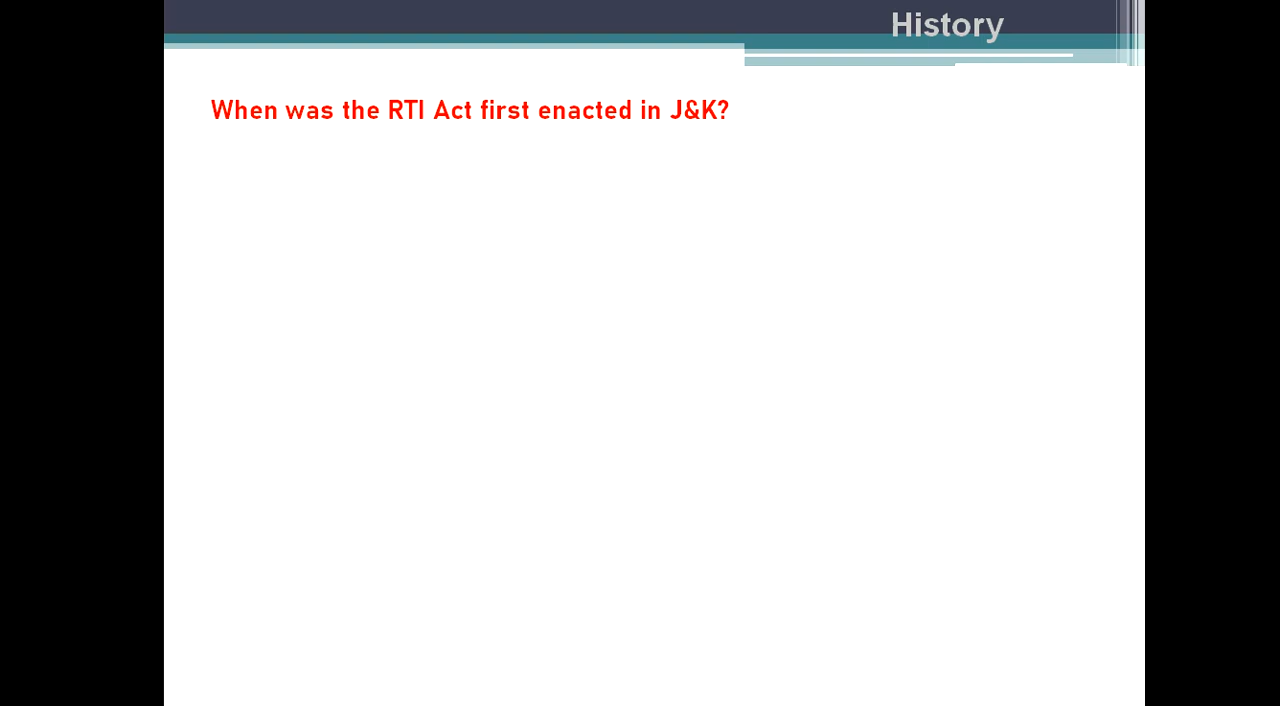 History
When was the RTI Act first enacted in J&K?